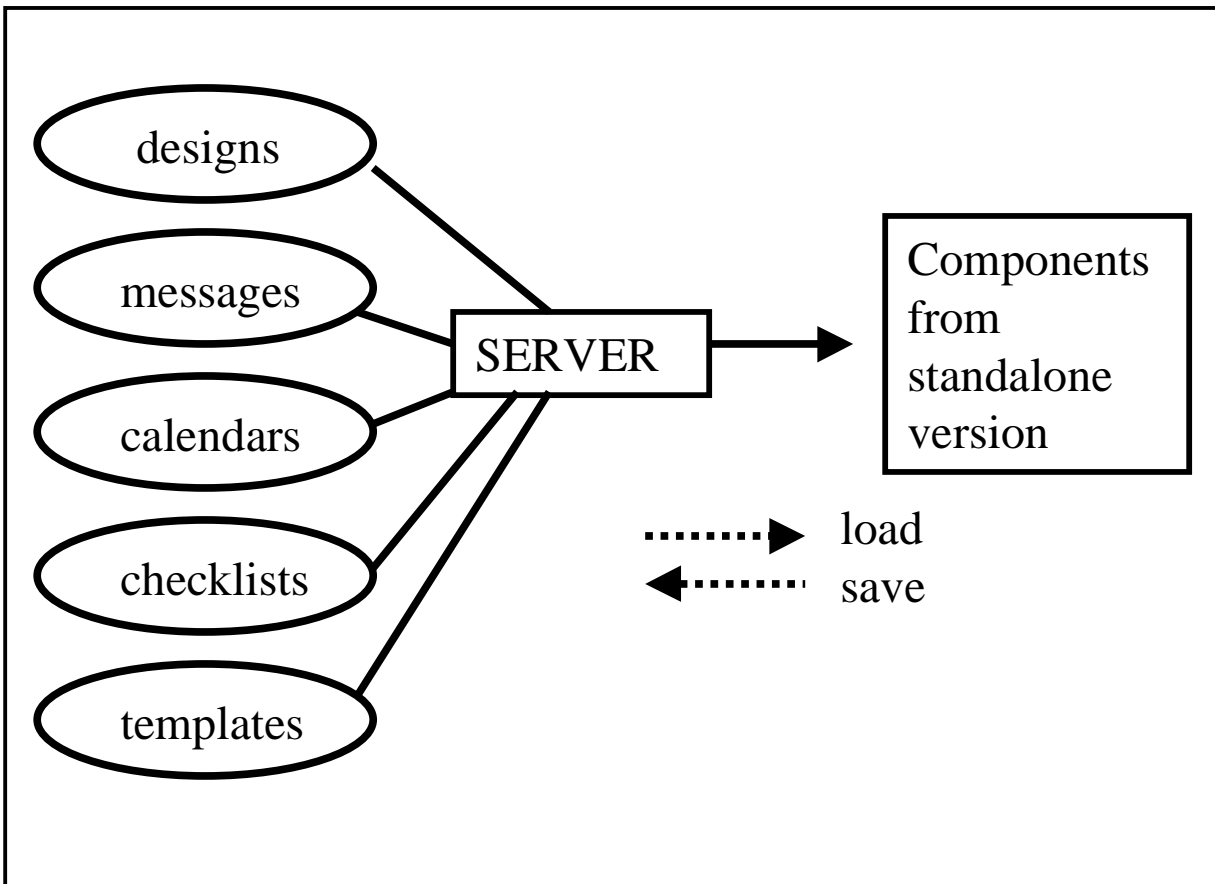 designs
messages
calendars
checklists
templates
SERVER
Components
from
standalone
version
load
save